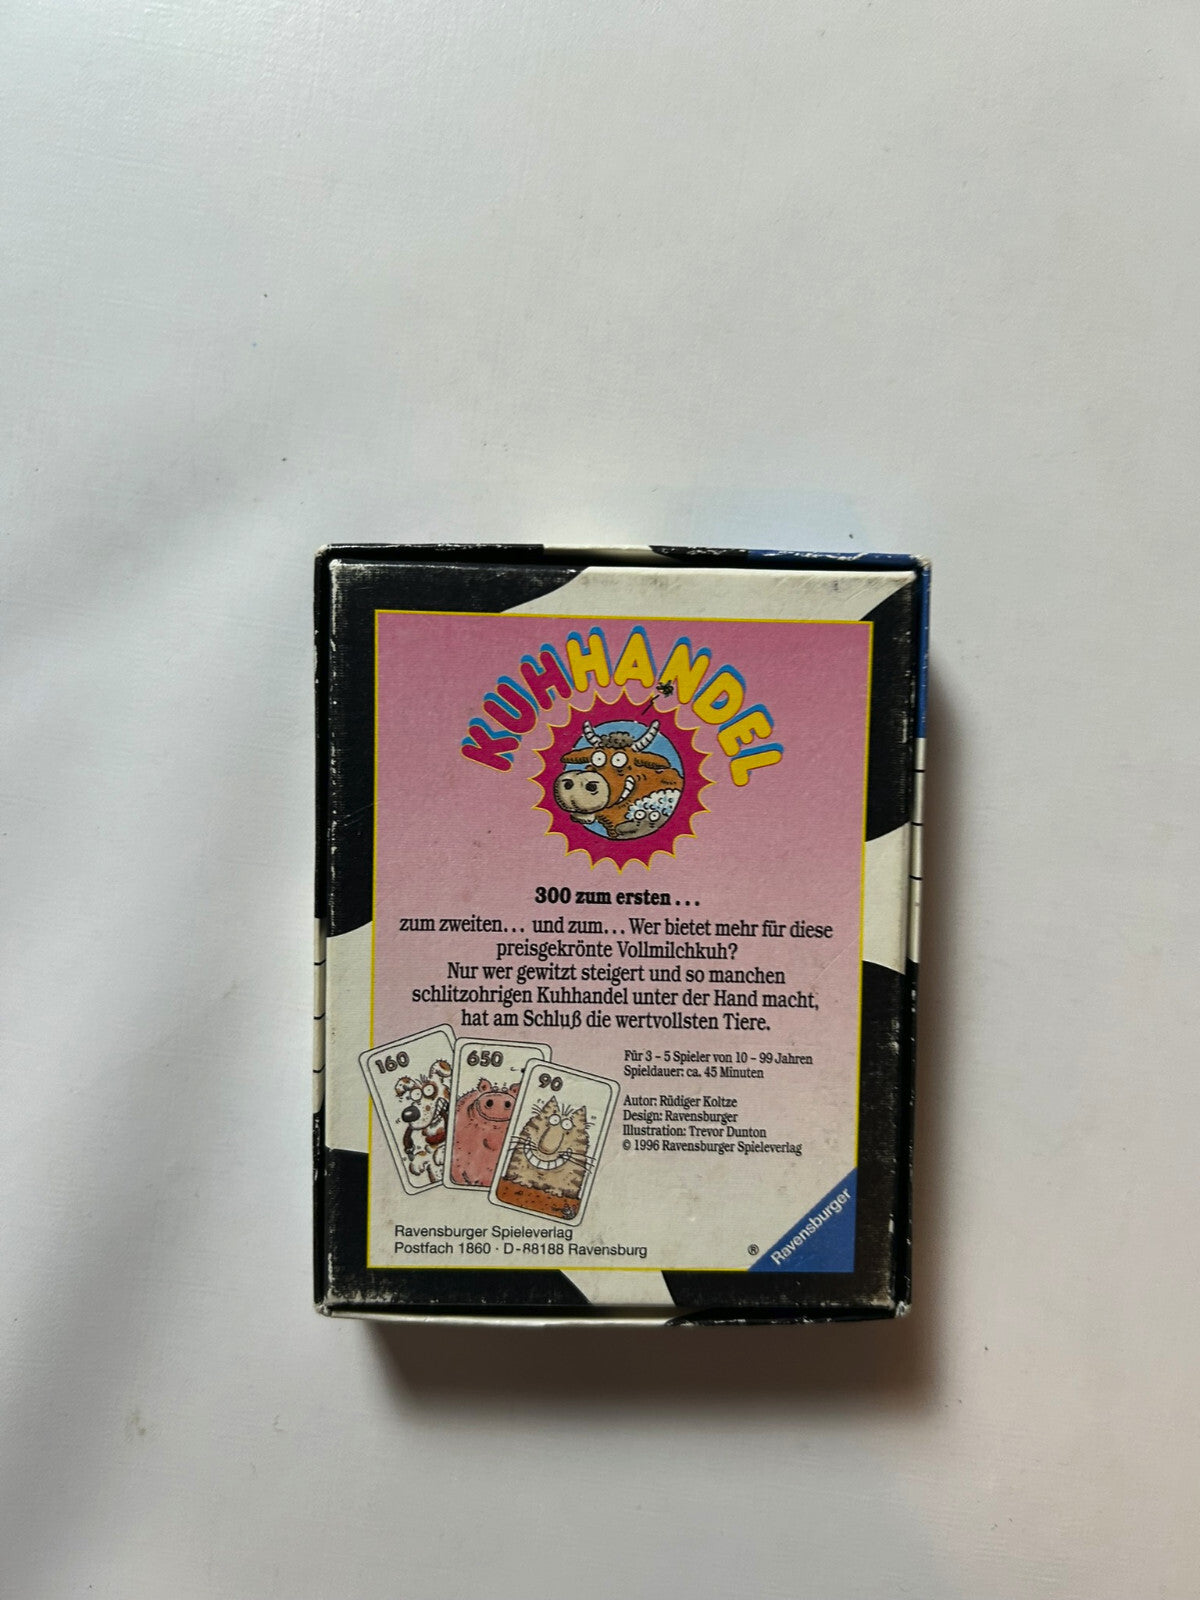 KUHHANDEL
300 zum ersten...
zum zweiten... und zum... Wer bietet mehr für diese
preisgekrönte Vollmilchkuh?
Nur wer gewitzt steigert und so manchen
schlitzohrigen Kuhhandel unter der Hand macht,
hat am Schluß die wertvollsten Tiere.
160
650
90
Für 3 – 5 Spieler von 10 – 99 Jahren
Spieldauer: ca. 45 Minuten
Autor: Rüdiger Koltze
Design: Ravensburger
Illustration: Trevor Dunton
© 1996 Ravensburger Spieleverlag
Ravensburger Spieleverlag
Postfach 1860 · D-88188 Ravensburg
®
Ravensburger